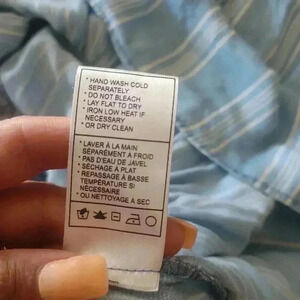 * HAND WASH COLD
SEPARATELY
* DO NOT BLEACH
* LAY FLAT TO DRY
* IRON LOW HEAT IF
NECESSARY
* OR DRY CLEAN
* LAVER À LA MAIN
SÉPARÉMENT À FROID
* PAS D'EAU DE JAVEL
* SÉCHAGE À PLAT
* REPASSAGE À BASSE
TEMPÉRATURE SI
NÉCESSAIRE
* OU NETTOYAGE À SEC